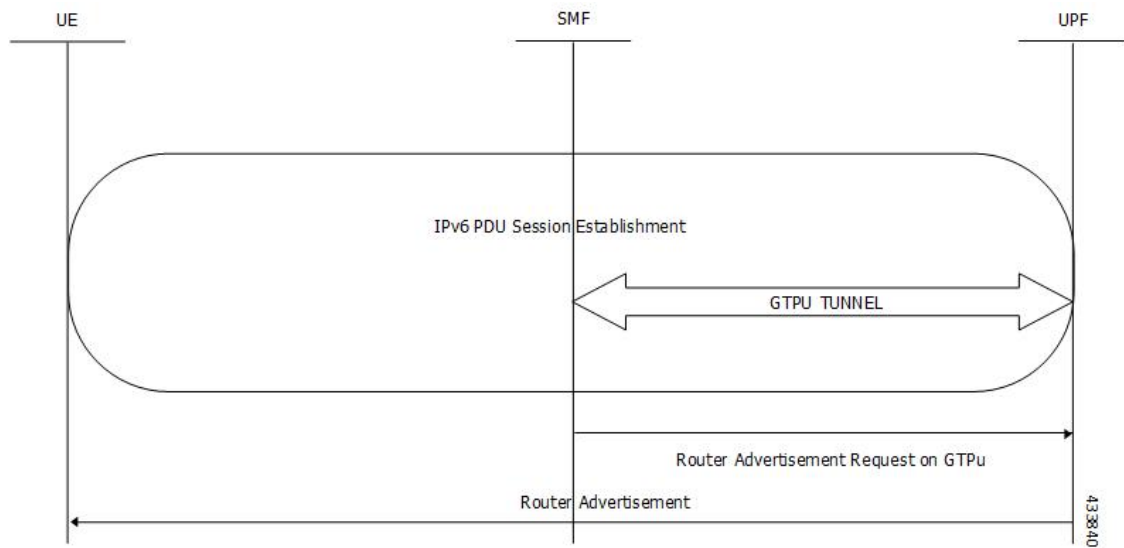 UE
SMF
UPF
IPv6 PDU Session Establishment
GTPU TUNNEL
Router Advertisement Request on GTPu
Router Advertisement
433840